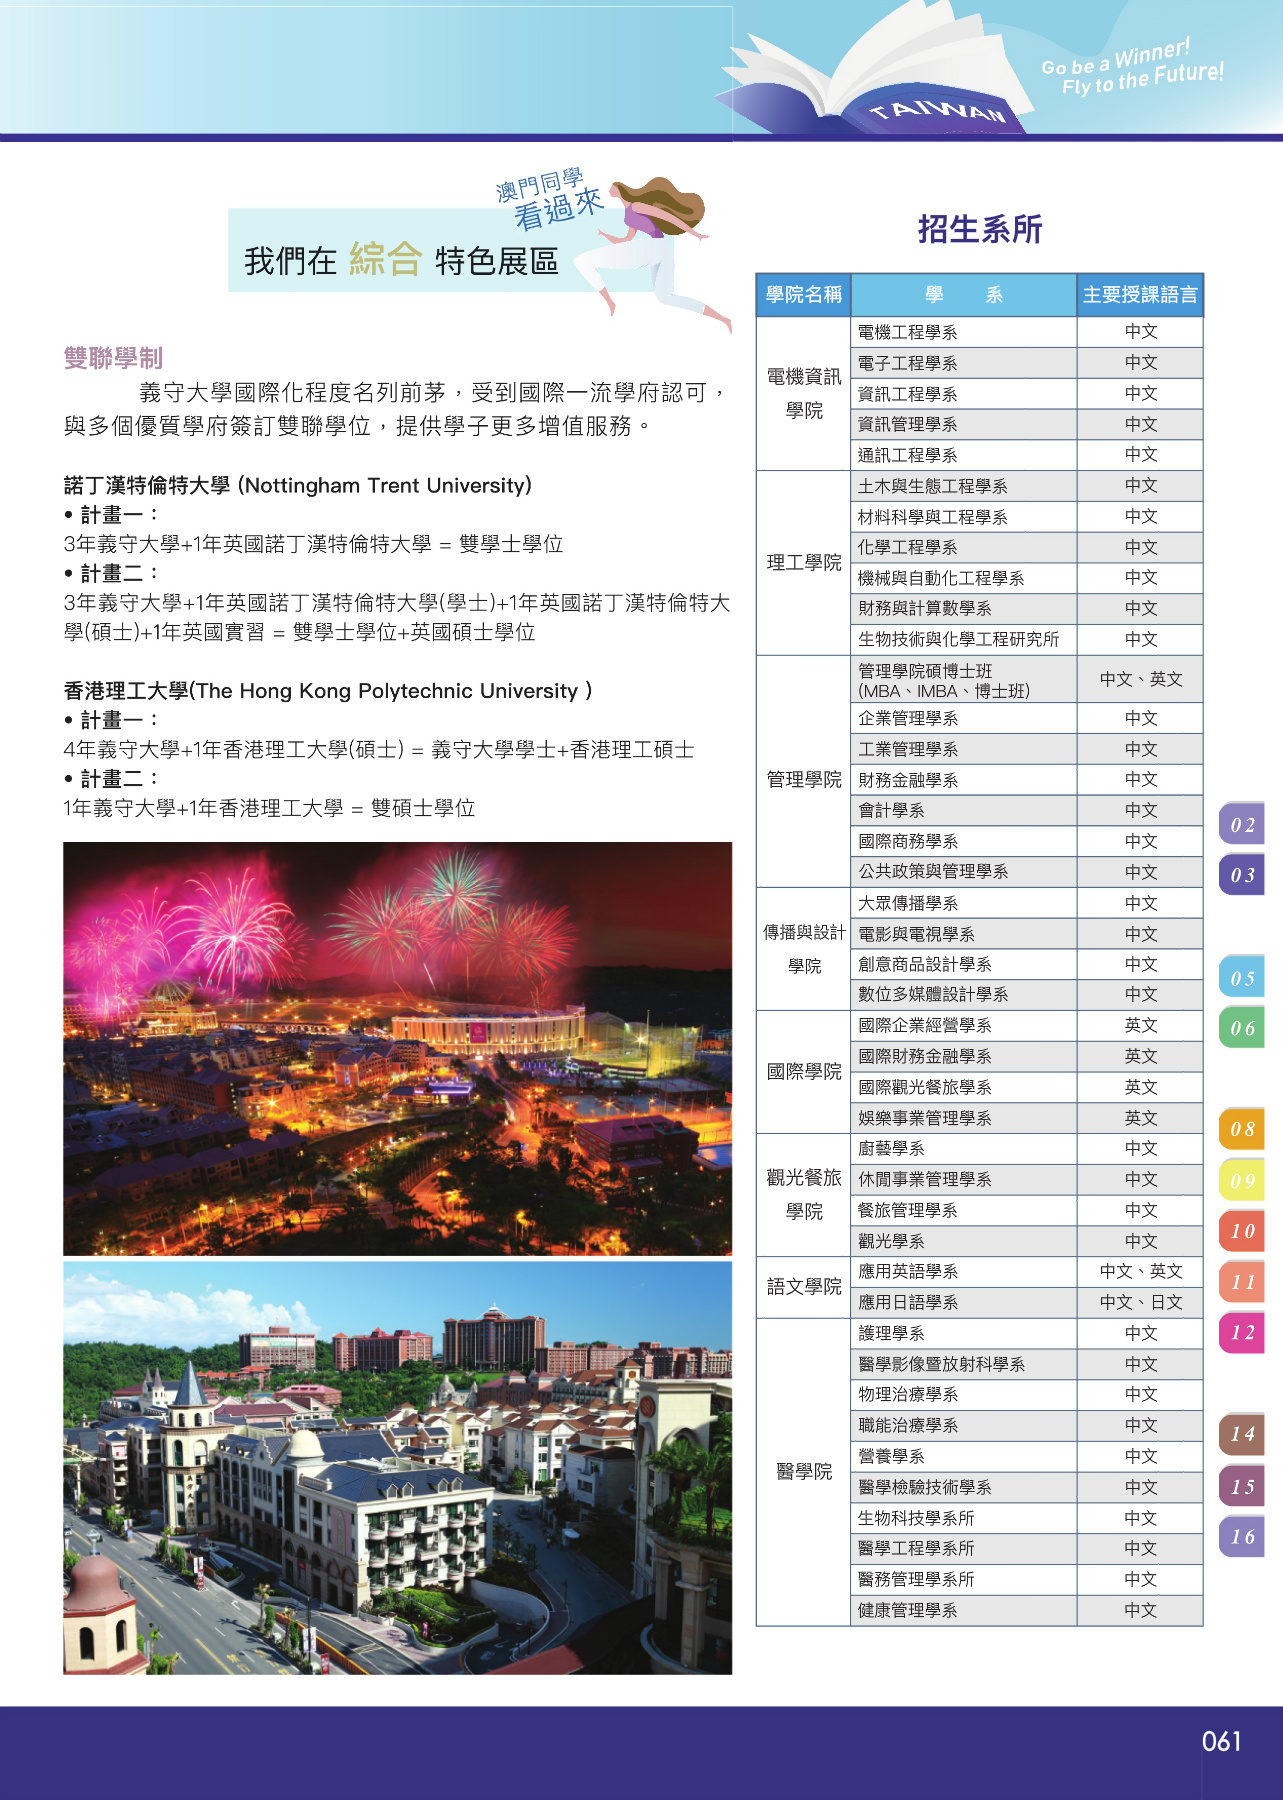 Go be a Winner!
Fly to the Future!
TAIWAN
澳門同學
看過來
我們在 綜合 特色展區
雙聯學制
義守大學國際化程度名列前茅，受到國際一流學府認可，
與多個優質學府簽訂雙聯學位，提供學子更多增值服務。
諾丁漢特倫特大學 (Nottingham Trent University)
• 計畫一：
3年義守大學+1年英國諾丁漢特倫特大學 = 雙學士學位
• 計畫二：
3年義守大學+1年英國諾丁漢特倫特大學(學士)+1年英國諾丁漢特倫特大
學(碩士)+1年英國實習 = 雙學士學位+英國碩士學位
香港理工大學(The Hong Kong Polytechnic University )
• 計畫一：
4年義守大學+1年香港理工大學(碩士) = 義守大學學士+香港理工碩士
• 計畫二：
1年義守大學+1年香港理工大學 = 雙碩士學位
招生系所
學院名稱 學 系 主要授課語言
電機資訊
學院
電機工程學系 中文
電子工程學系 中文
資訊工程學系 中文
資訊管理學系 中文
通訊工程學系 中文
理工學院
土木與生態工程學系 中文
材料科學與工程學系 中文
化學工程學系 中文
機械與自動化工程學系 中文
財務與計算數學系 中文
生物技術與化學工程研究所 中文
管理學院
管理學院碩博士班
(MBA、IMBA、博士班) 中文、英文
企業管理學系 中文
工業管理學系 中文
財務金融學系 中文
會計學系 中文
國際商務學系 中文
公共政策與管理學系 中文
傳播與設計
學院
大眾傳播學系 中文
電影與電視學系 中文
創意商品設計學系 中文
數位多媒體設計學系 中文
國際學院
國際企業經營學系 英文
國際財務金融學系 英文
國際觀光餐旅學系 英文
娛樂事業管理學系 英文
觀光餐旅
學院
廚藝學系 中文
休閒事業管理學系 中文
餐旅管理學系 中文
觀光學系 中文
語文學院
應用英語學系 中文、英文
應用日語學系 中文、日文
醫學院
護理學系 中文
醫學影像暨放射科學系 中文
物理治療學系 中文
職能治療學系 中文
營養學系 中文
醫學檢驗技術學系 中文
生物科技學系所 中文
醫學工程學系所 中文
醫務管理學系所 中文
健康管理學系 中文
02
03
05
06
08
09
10
11
12
14
15
16
061